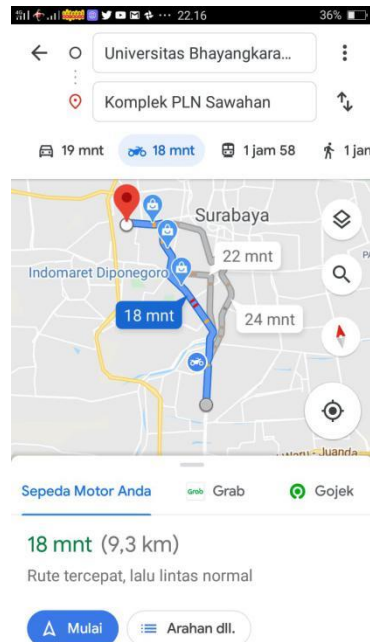 22.16
36%
Universitas Bhayangkara...
Komplek PLN Sawahan
19 mnt
18 mnt
1 jam 58
1 jan
Surabaya
Indomaret Diponegoro
22 mnt
18 mnt
24 mnt
Juanda
Sepeda Motor Anda
Grab
Grab
Gojek
18 mnt (9,3 km)
Rute tercepat, lalu lintas normal
Mulai
Arahan dll.